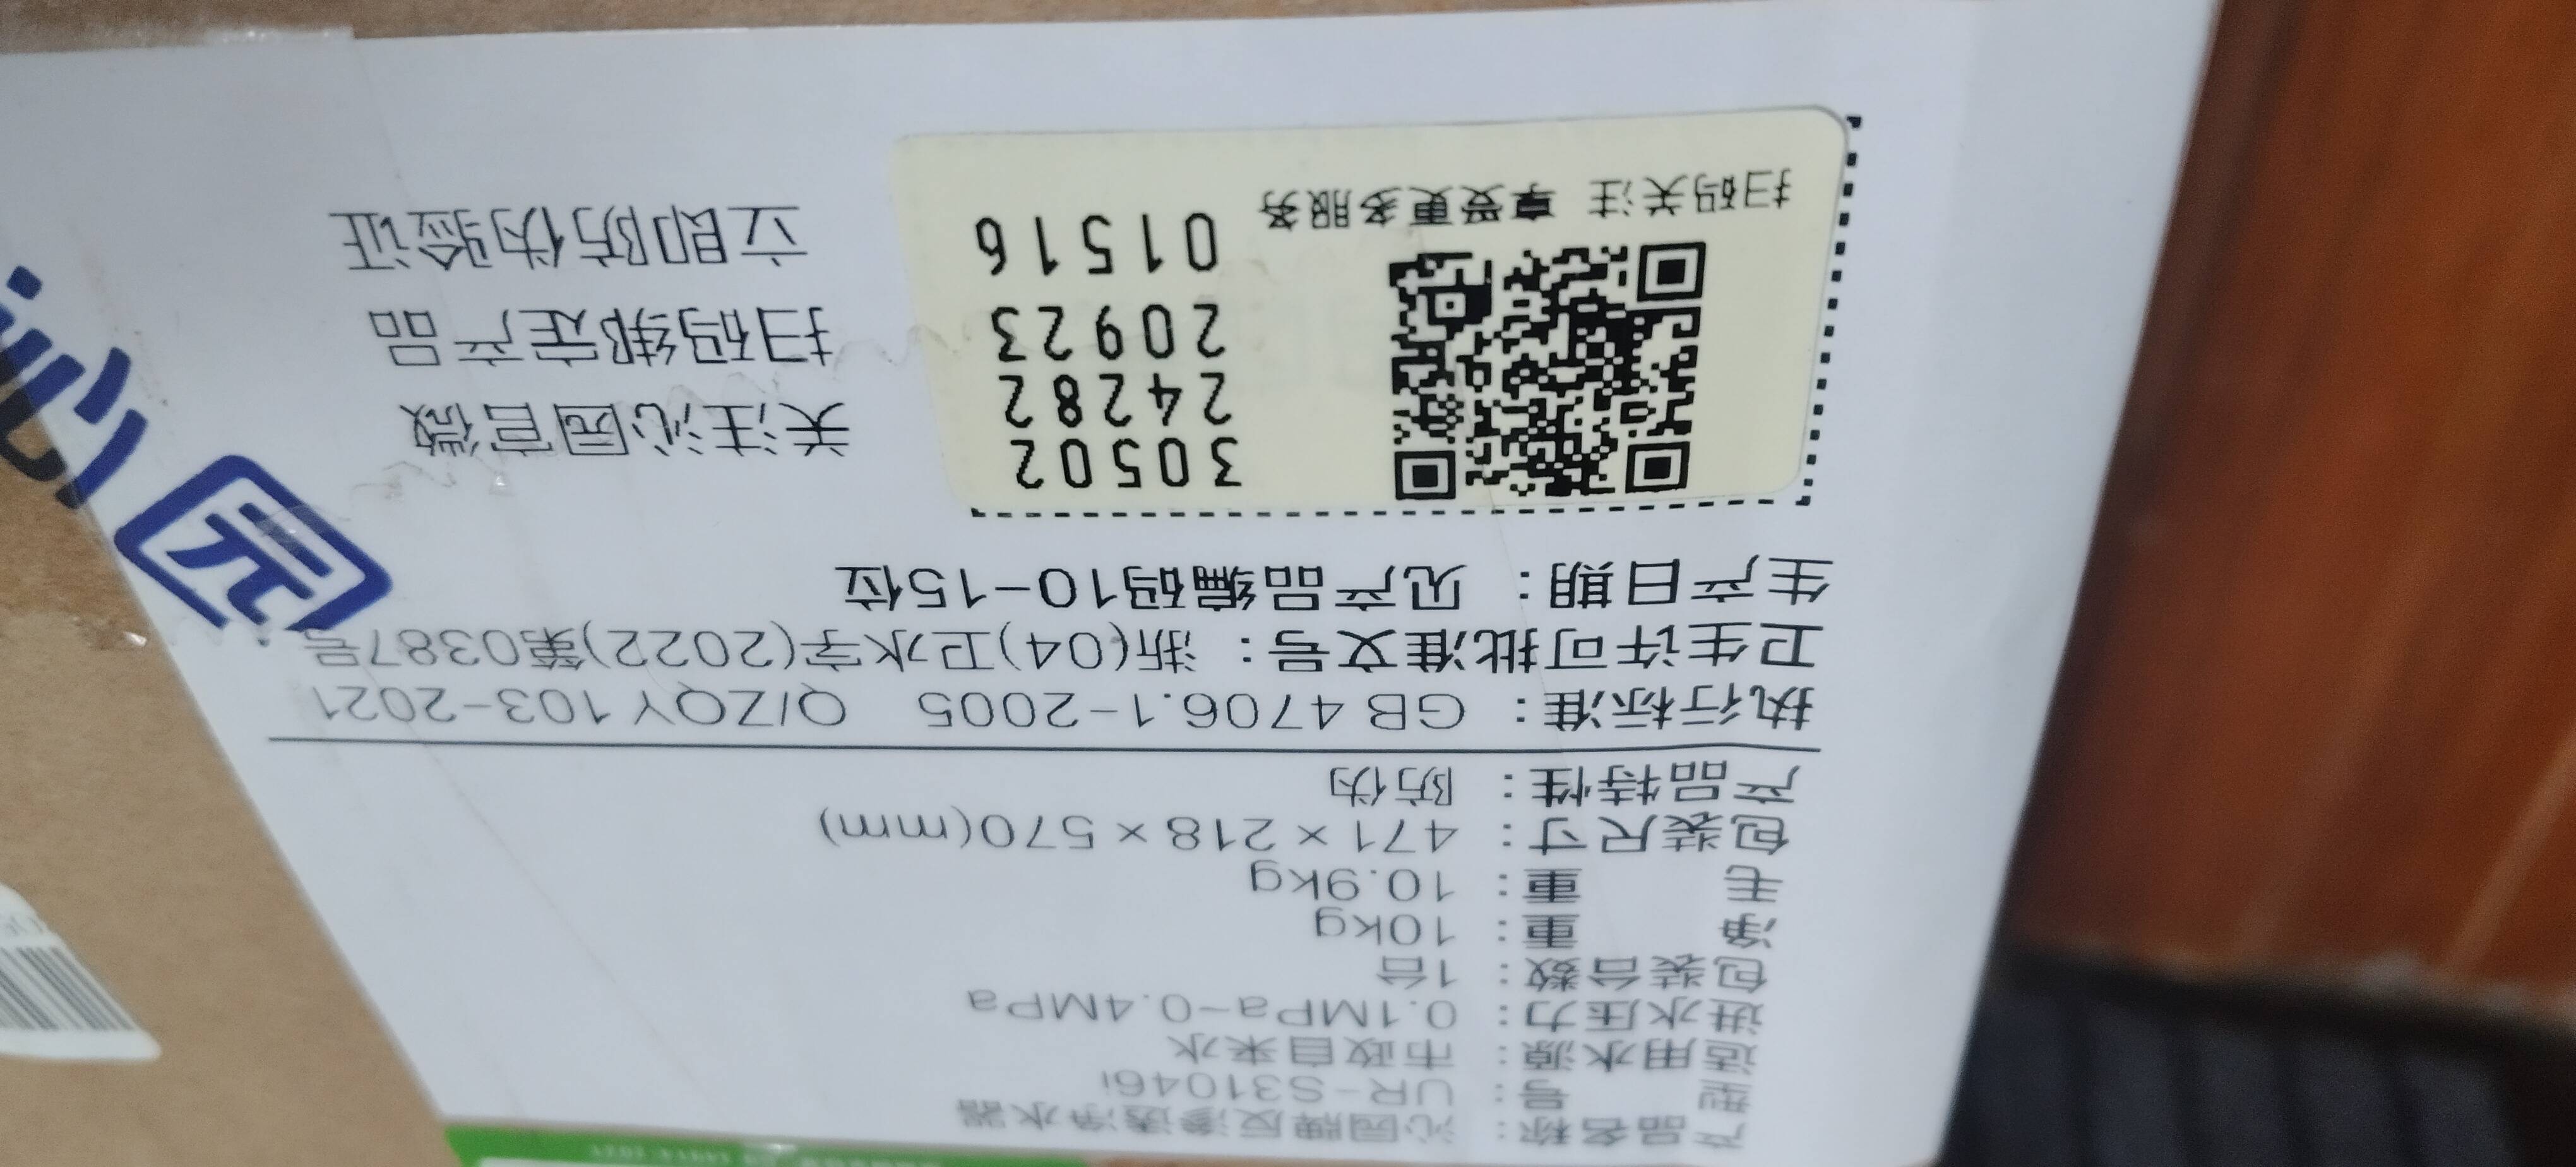 产品名称：沁园牌反渗透净水器
型号：UR-S31046i
适用水源：市政自来水
进水压力：0.1MPa~0.4MPa
包装台数：1台
净重：10kg
毛重：10.9kg
包装尺寸：471×218×570(mm)
产品特性：防伪
执行标准：GB 4706.1-2005 Q/ZQY 103-2021
卫生许可批准文号：浙(04)卫水字(2022)第0387号
生产日期：见产品编码10-15位
30502
24282
20923
01516
扫码关注 享受更多服务
关注沁园官微
扫码绑定产品
立即防伪验证
沁园